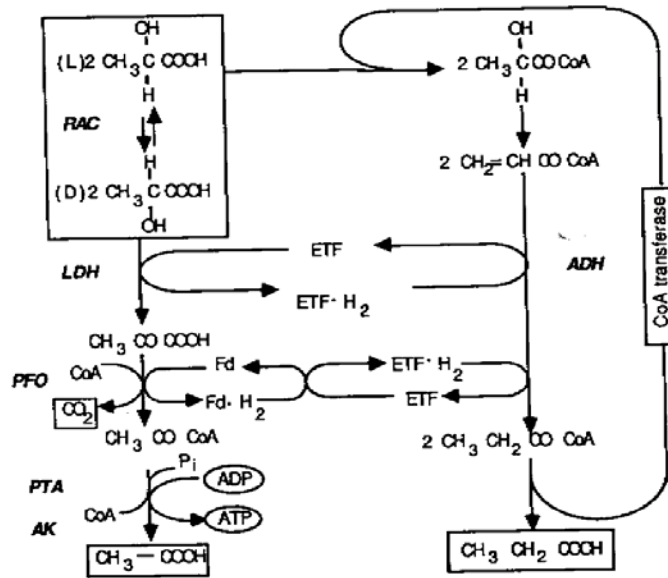 OH
(L)2 CH3 C COOH
H
RAC
H
(D)2 CH3 C COOH
OH
OH
2 CH3 C CO CoA
H
2 CH2=CH CO CoA
CoA transferase
LDH
ETF
ETF· H2
ADH
CH3 CO COOH
PFO
CoA
CO2
Fd
Fd· H2
ETF· H2
ETF
CH3 CO CoA
2 CH3 CH2 CO CoA
PTA
AK
Pi
CoA
ADP
ATP
CH3 — COOH
CH3 CH2 COOH